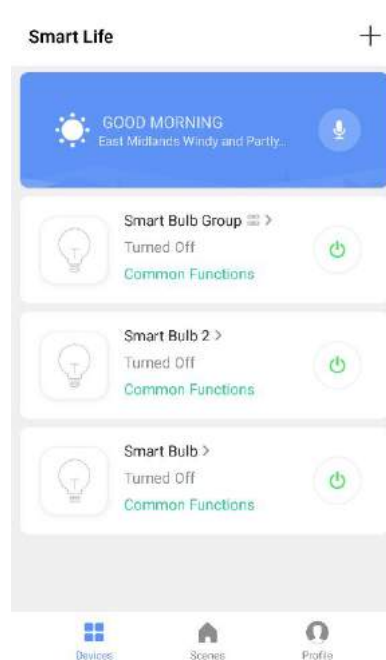 Smart Life
GOOD MORNING
East Midlands Windy and Partly..
Smart Bulb Group
Turned Off
Common Functions
Smart Bulb 2
Turned Off
Common Functions
Smart Bulb
Turned Off
Common Functions
Devices
Scenes
Profile